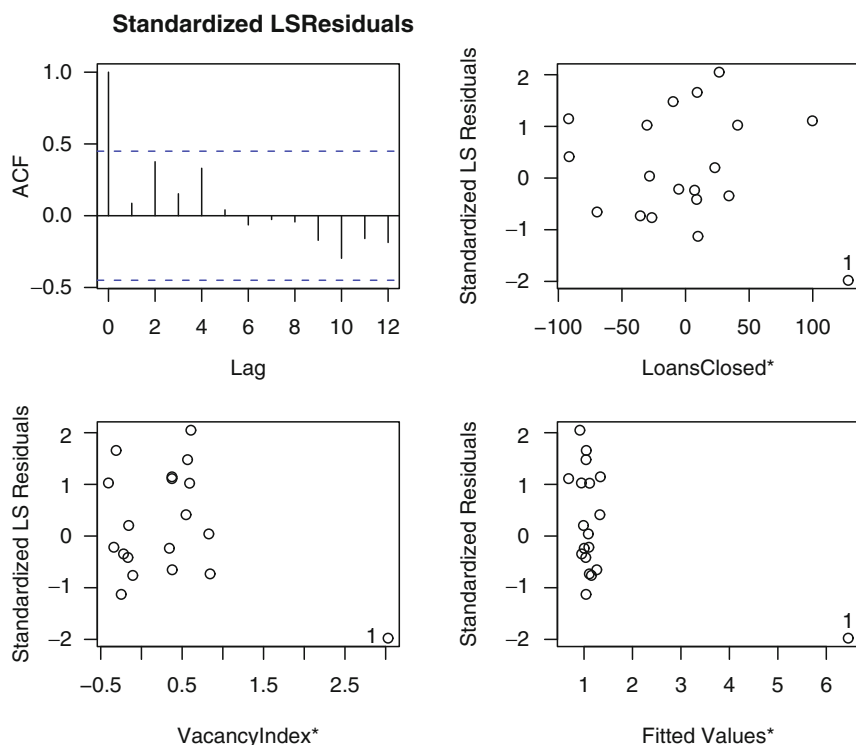 Standardized LSResiduals
ACF
1.0
0.5
0.0
−0.5
0 2 4 6 8 10 12
Lag
Standardized LS Residuals
2
1
0
−1
−2
1
−100 −50 0 50 100
LoansClosed*
Standardized LS Residuals
2
1
0
−1
−2
1
−0.5 0.5 1.5 2.5
VacancyIndex*
Standardized Residuals
2
1
0
−1
−2
1
1 2 3 4 5 6
Fitted Values*